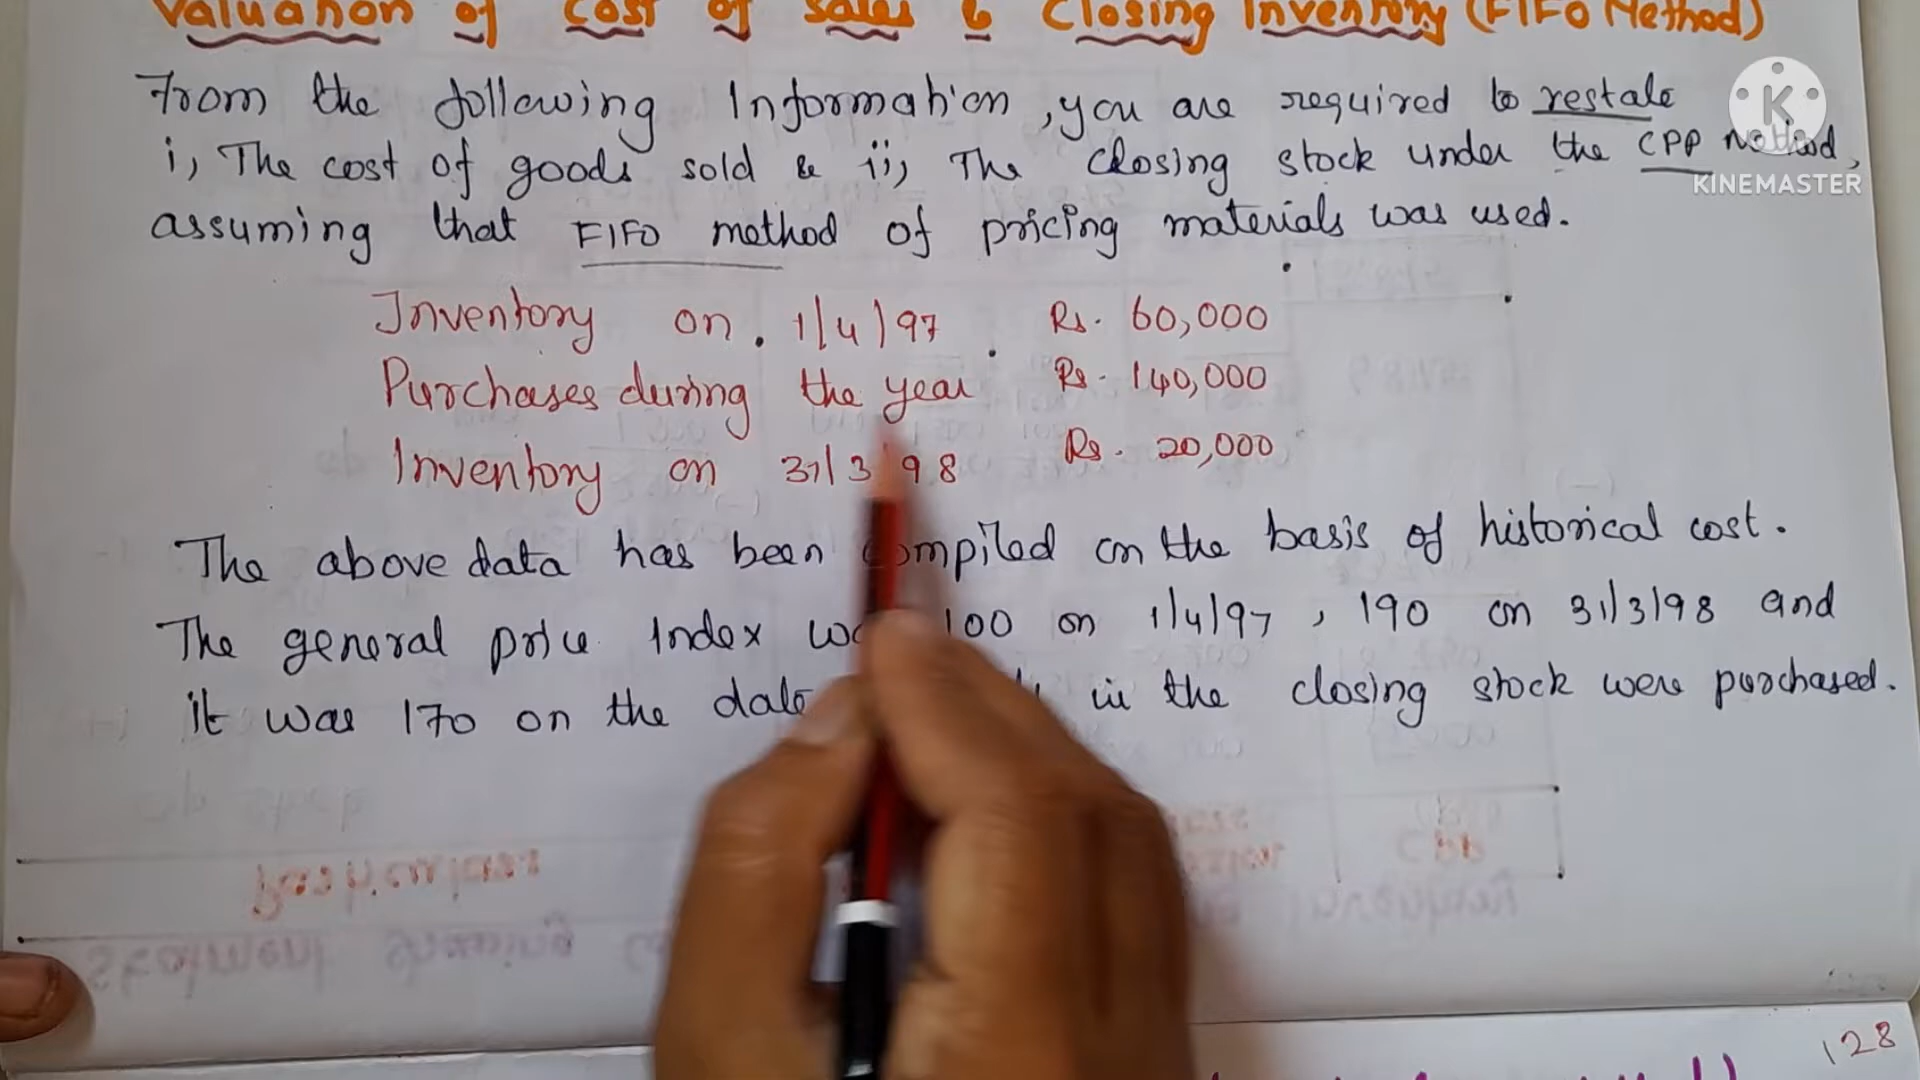 Valuation of Cost of Sales & Closing Inventory (FIFO Method)
From the following Information, you are required to restate
i, The cost of goods sold & ii, The closing stock under the CPP Method,
assuming that FIFO method of pricing materials was used.
Inventory on 1/4/97 Rs. 60,000
Purchases during the year Rs. 140,000
Inventory on 31/3/98 Rs. 20,000
The above data has been compiled on the basis of historical cost.
The general price Index 100 on 1/4/97, 190 on 31/3/98 and
it was 170 on the date in the closing stock were purchased.
K
KINEMASTER
128